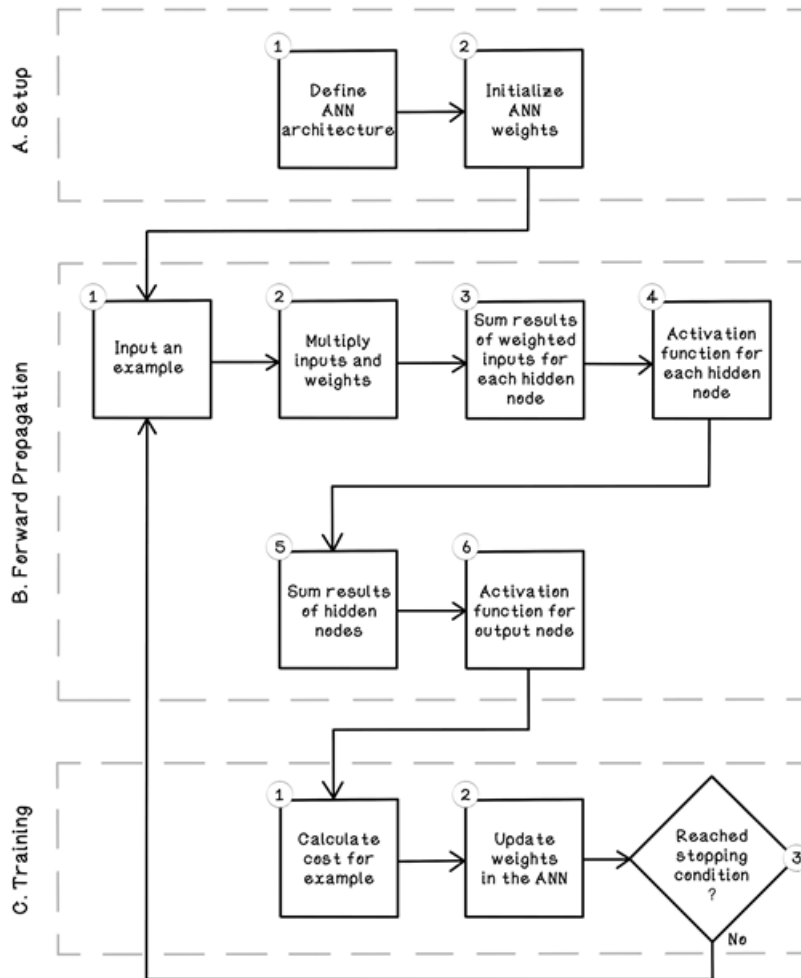 A. Setup
1
Define
ANN
architecture
2
Initialize
ANN
weights
B. Forward Propagation
1
Input an
example
2
Multiply
inputs and
weights
3
Sum results
of weighted
inputs for
each hidden
node
4
Activation
function for
each hidden
node
5
Sum results
of hidden
nodes
6
Activation
function for
output node
C. Training
1
Calculate
cost for
example
2
Update
weights
in the ANN
Reached
stopping
condition
?
3
No